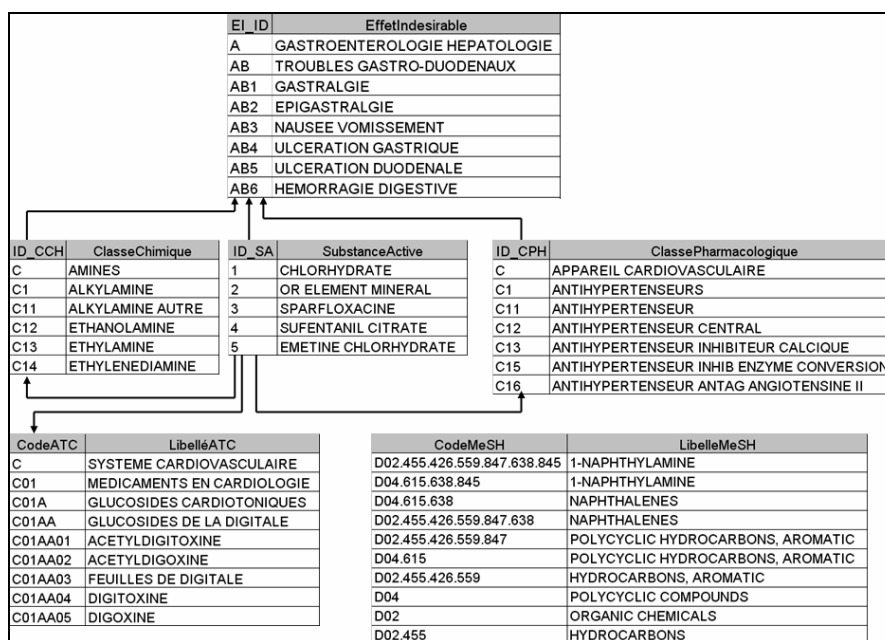 EI_ID EffetIndesirable
A GASTROENTEROLOGIE HEPATOLOGIE
AB TROUBLES GASTRO-DUODENAUX
AB1 GASTRALGIE
AB2 EPIGASTRALGIE
AB3 NAUSEE VOMISSEMENT
AB4 ULCERATION GASTRIQUE
AB5 ULCERATION DUODENALE
AB6 HEMORRAGIE DIGESTIVE
ID_CCH ClasseChimique
C AMINES
C1 ALKYLAMINE
C11 ALKYLAMINE AUTRE
C12 ETHANOLAMINE
C13 ETHYLAMINE
C14 ETHYLENEDIAMINE
ID_SA SubstanceActive
1 CHLORHYDRATE
2 OR ELEMENT MINERAL
3 SPARFLOXACINE
4 SUFENTANIL CITRATE
5 EMETINE CHLORHYDRATE
ID_CPH ClassePharmacologique
C APPAREIL CARDIOVASCULAIRE
C1 ANTIHYPERTENSEURS
C11 ANTIHYPERTENSEUR
C12 ANTIHYPERTENSEUR CENTRAL
C13 ANTIHYPERTENSEUR INHIBITEUR CALCIQUE
C15 ANTIHYPERTENSEUR INHIB ENZYME CONVERSION
C16 ANTIHYPERTENSEUR ANTAG ANGIOTENSINE II
CodeATC LibelléATC
C SYSTEME CARDIOVASCULAIRE
C01 MEDICAMENTS EN CARDIOLOGIE
C01A GLUCOSIDES CARDIOTONIQUES
C01AA GLUCOSIDES DE LA DIGITALE
C01AA01 ACETYLDIGITOXINE
C01AA02 ACETYLDIGOXINE
C01AA03 FEUILLES DE DIGITALE
C01AA04 DIGITOXINE
C01AA05 DIGOXINE
CodeMeSH LibelleMeSH
D02.455.426.559.847.638.845 1-NAPHTHYLAMINE
D04.615.638.845 1-NAPHTHYLAMINE
D04.615.638 NAPHTHALENES
D02.455.426.559.847.638 NAPHTHALENES
D02.455.426.559.847 POLYCYCLIC HYDROCARBONS, AROMATIC
D04.615 POLYCYCLIC HYDROCARBONS, AROMATIC
D02.455.426.559 HYDROCARBONS, AROMATIC
D04 POLYCYCLIC COMPOUNDS
D02 ORGANIC CHEMICALS
D02.455 HYDROCARBONS